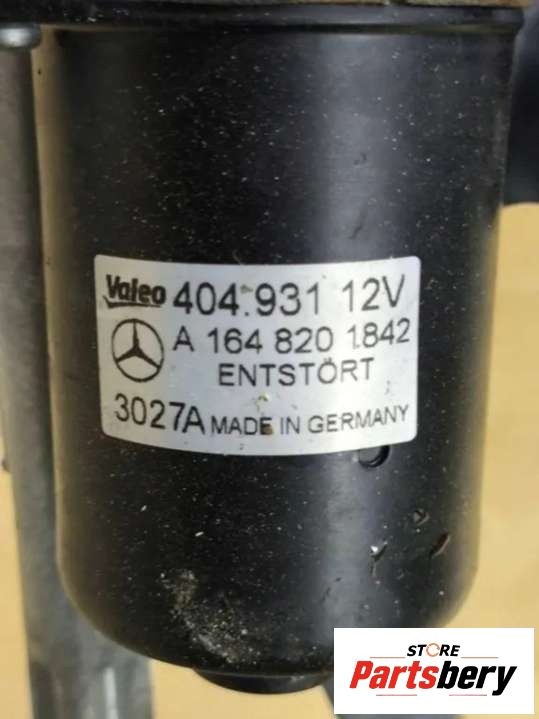 Valeo 404.931 12V
A 164 820 1842
ENTSTÖRT
3027A MADE IN GERMANY
STORE
Partsbery